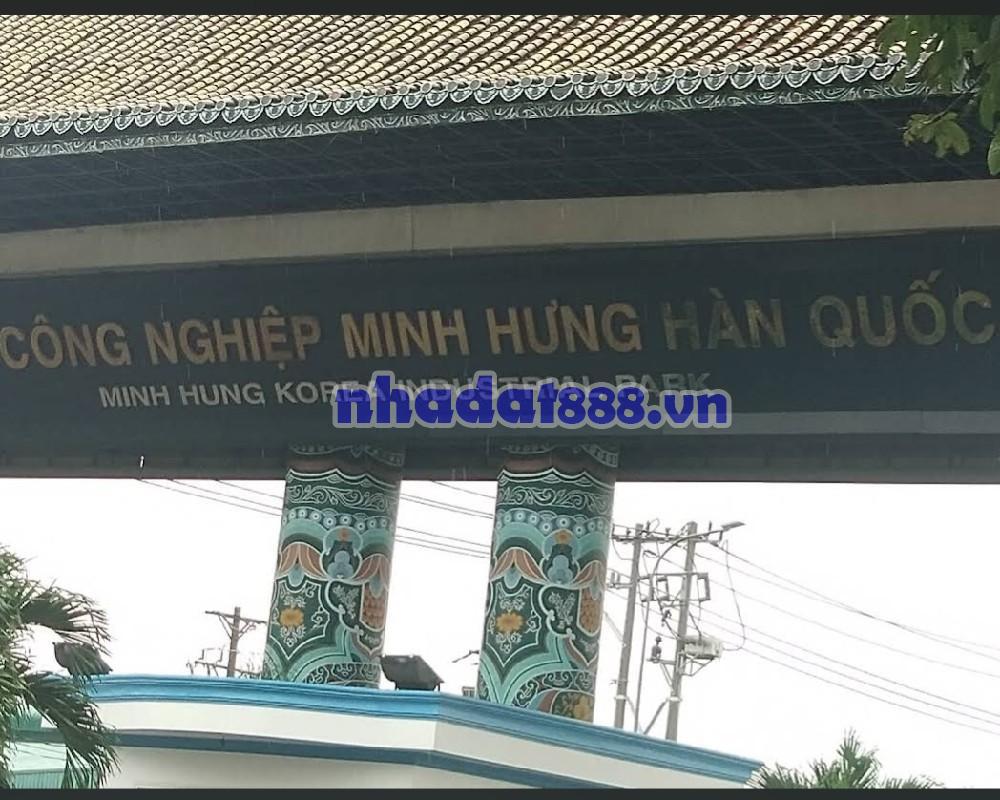 CÔNG NGHIỆP MINH HƯNG HÀN QUỐC
MINH HUNG KOREA INDUSTRIAL PARK
nhadat888.vn